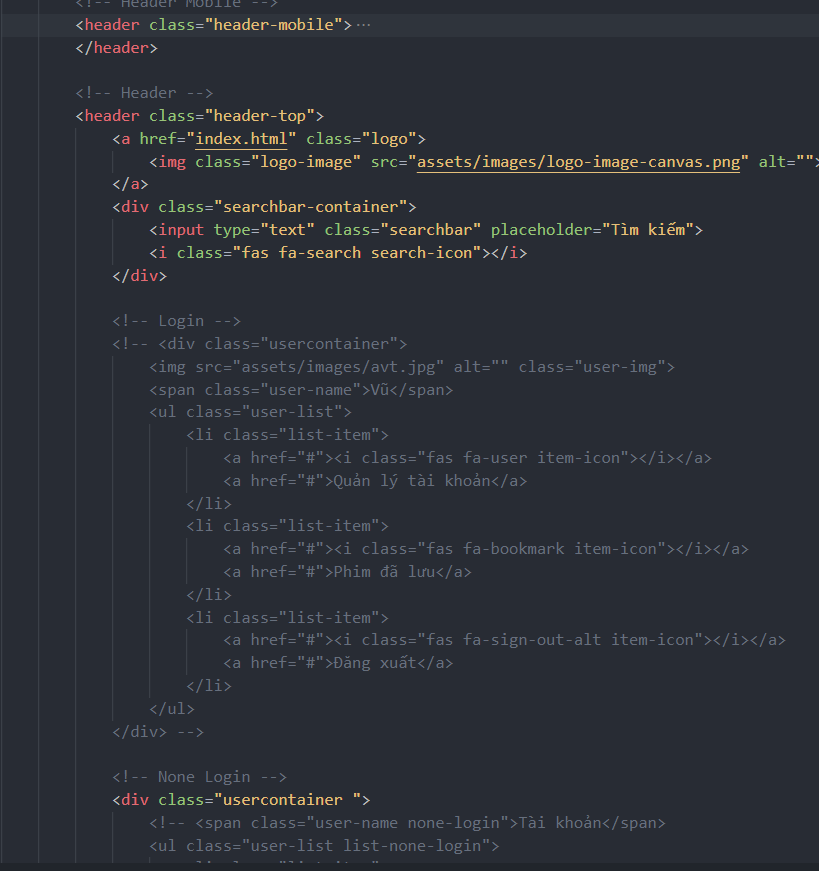 <!-- Header Mobile -->
<header class="header-mobile">···
</header>
<!-- Header -->
<header class="header-top">
<a href="index.html" class="logo">
<img class="logo-image" src="assets/images/logo-image-canvas.png" alt="">
</a>
<div class="searchbar-container">
<input type="text" class="searchbar" placeholder="Tìm kiếm">
<i class="fas fa-search search-icon"></i>
</div>
<!-- Login -->
<!-- <div class="usercontainer">
<img src="assets/images/avt.jpg" alt="" class="user-img">
<span class="user-name">Vũ</span>
<ul class="user-list">
<li class="list-item">
<a href="#"><i class="fas fa-user item-icon"></i></a>
<a href="#">Quản lý tài khoản</a>
</li>
<li class="list-item">
<a href="#"><i class="fas fa-bookmark item-icon"></i></a>
<a href="#">Phim đã lưu</a>
</li>
<li class="list-item">
<a href="#"><i class="fas fa-sign-out-alt item-icon"></i></a>
<a href="#">Đăng xuất</a>
</li>
</ul>
</div> -->
<!-- None Login -->
<div class="usercontainer ">
<!-- <span class="user-name none-login">Tài khoản</span>
<ul class="user-list list-none-login">